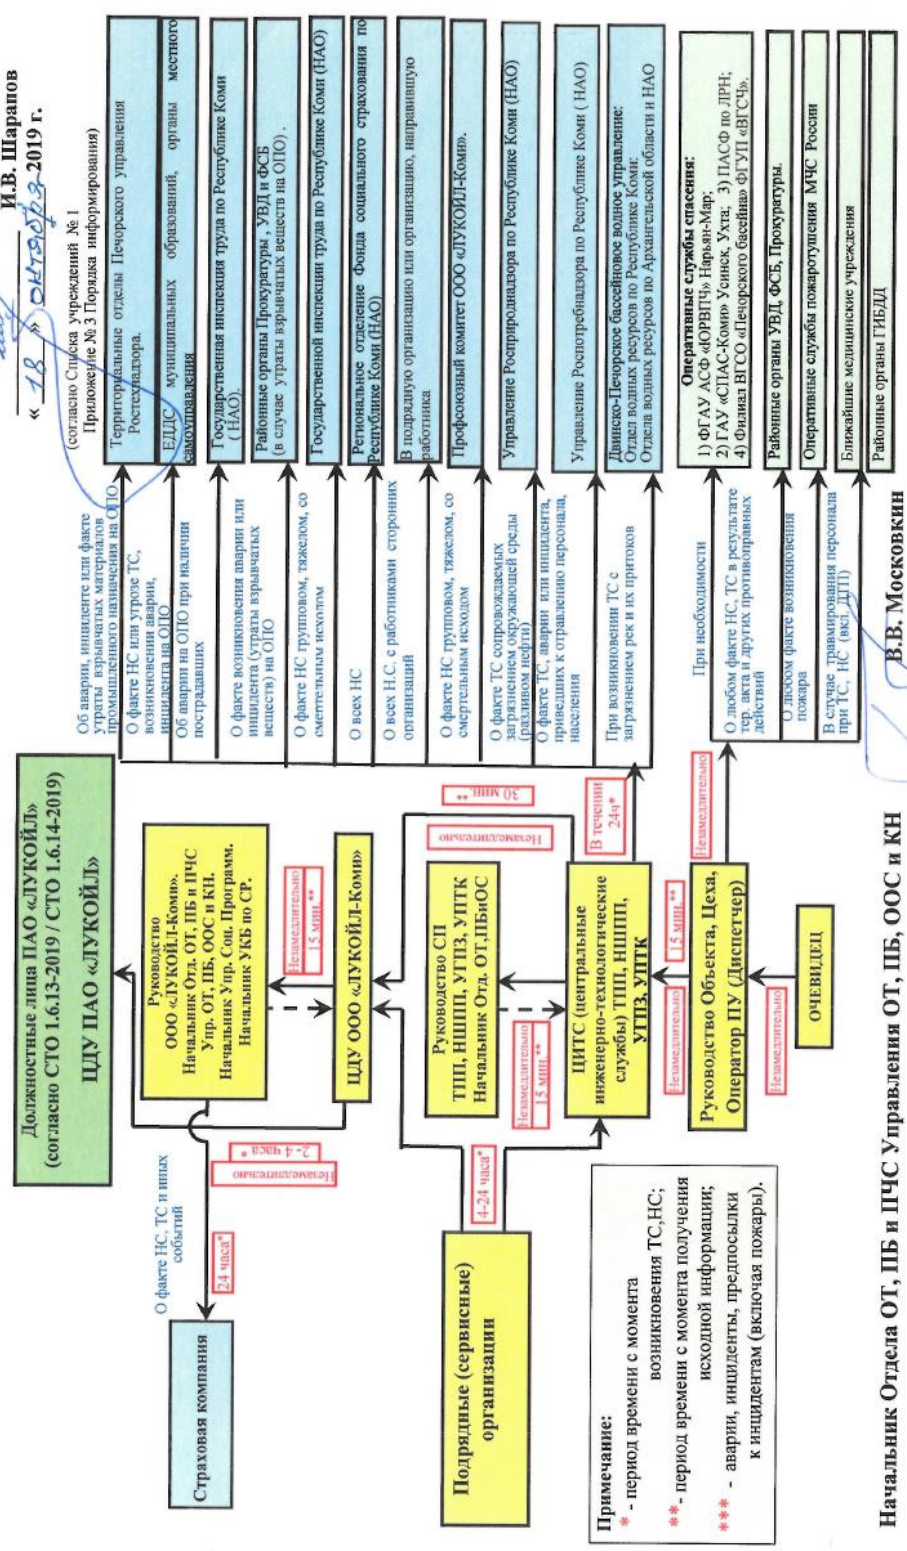 И.В. Шарапов
« 18 » октября 2019 г.
(согласно Списка учреждений № 1
Приложение № 3 Порядка информирования)
Должностные лица ПАО «ЛУКОЙЛ»
(согласно СТО 1.6.13-2019 / СТО 1.6.14-2019)
ЦДУ ПАО «ЛУКОЙЛ»
Руководство
ООО «ЛУКОЙЛ-Коми».
Начальник Отд. ОТ, ПБ и ПЧС
Упр. ОТ, ПБ, ООС и КН.
Начальник Упр. Соц. Программ.
Начальник УКБ по СР.
Незамедлительно
15 мин.**
ЦДУ ООО «ЛУКОЙЛ-Коми»
Незамедлительно
2- 4 часа *
О факте НС, ТС и иных
событий
24 часа*
Страховая компания
Незамедлительно
30 мин. **
Руководство СП
ТПП, НШПП, УГПЗ, УПТК
Начальник Отд. ОТ,ПБиОС
Незамедлительно
15 мин.**
4-24 часа*
Подрядные (сервисные)
организации
ЦИТС (центральные
инженерно-технологические
службы) ТПП, НШПП,
УГПЗ, УПТК
В течении
24ч*
Незамедлительно
15 мин.**
Руководство Объекта, Цеха,
Оператор ПУ (Диспетчер)
Незамедлительно
Незамедлительно
ОЧЕВИДЕЦ
Об аварии, инциденте или факте
утраты взрывчатых материалов
промышленного назначения на ОПО
Территориальные отделы Печорского управления
Ростехнадзора.
О факте НС или угрозе ТС,
возникновении аварии,
инцидента на ОПО
ЕДДС муниципальных образований, органы местного
самоуправления
Об аварии на ОПО при наличии
пострадавших
Государственная инспекция труда по Республике Коми
( НАО).
О факте возникновения аварии или
инцидента (утраты взрывчатых
веществ) на ОПО
Районные органы Прокуратуры , УВД и ФСБ
(в случае утраты взрывчатых веществ на ОПО) .
О факте НС групповом, тяжелом, со
смертельным исходом
Государственной инспекции труда по Республике Коми (НАО)
О всех НС
Региональное отделение Фонда социального страхования по
Республике Коми (НАО)
О всех Н.С. с работниками сторонних
организаций
В подрядную организацию или организацию, направившую
работника
О факте НС групповом, тяжелом, со
смертельным исходом
Профсоюзный комитет ООО «ЛУКОЙЛ-Коми».
О факте ТС сопровождаемых
загрязнением окружающей среды
(разливом нефти)
Управление Росприроднадзора по Республике Коми (НАО)
О факте ТС, аварии или инцидента,
приведших к отравлению персонала,
населения
Управление Роспотребнадзора по Республике Коми ( НАО)
При возникновении ТС с
загрязнением рек и их притоков
Двинско-Печорское бассейновое водное управление:
Отдел водных ресурсов по Республике Коми;
Отдела водных ресурсов по Архангельской области и НАО
При необходимости
Оперативные службы спасения:
1) ФГАУ АСФ «ЮРВПЧ» Нарьян-Мар;
2) ГАУ «СПАС-Коми» Усинск, Ухта; 3) ПАСФ по ЛРН;
4) Филиал ВГСО «Печорского басейна» ФГУП «ВГСЧ».
О любом факте НС, ТС в результате
тер. акта и других противоправных
действий
Районные органы УВД, ФСБ, Прокуратуры.
О любом факте возникновения
пожара
Оперативные службы пожаротушения МЧС России
В случае травмирования персонала
при ТС, НС (вкл. ДТП)
Ближайшие медицинские учреждения
Районные органы ГИБДД
Примечание:
* - период времени с момента
возникновения ТС,НС;
**- период времени с момента получения
исходной информации;
*** - аварии, инциденты, предпосылки
к инцидентам (включая пожары).
Начальник Отдела ОТ, ПБ и ПЧС Управления ОТ, ПБ, ООС и КН В.В. Московкин